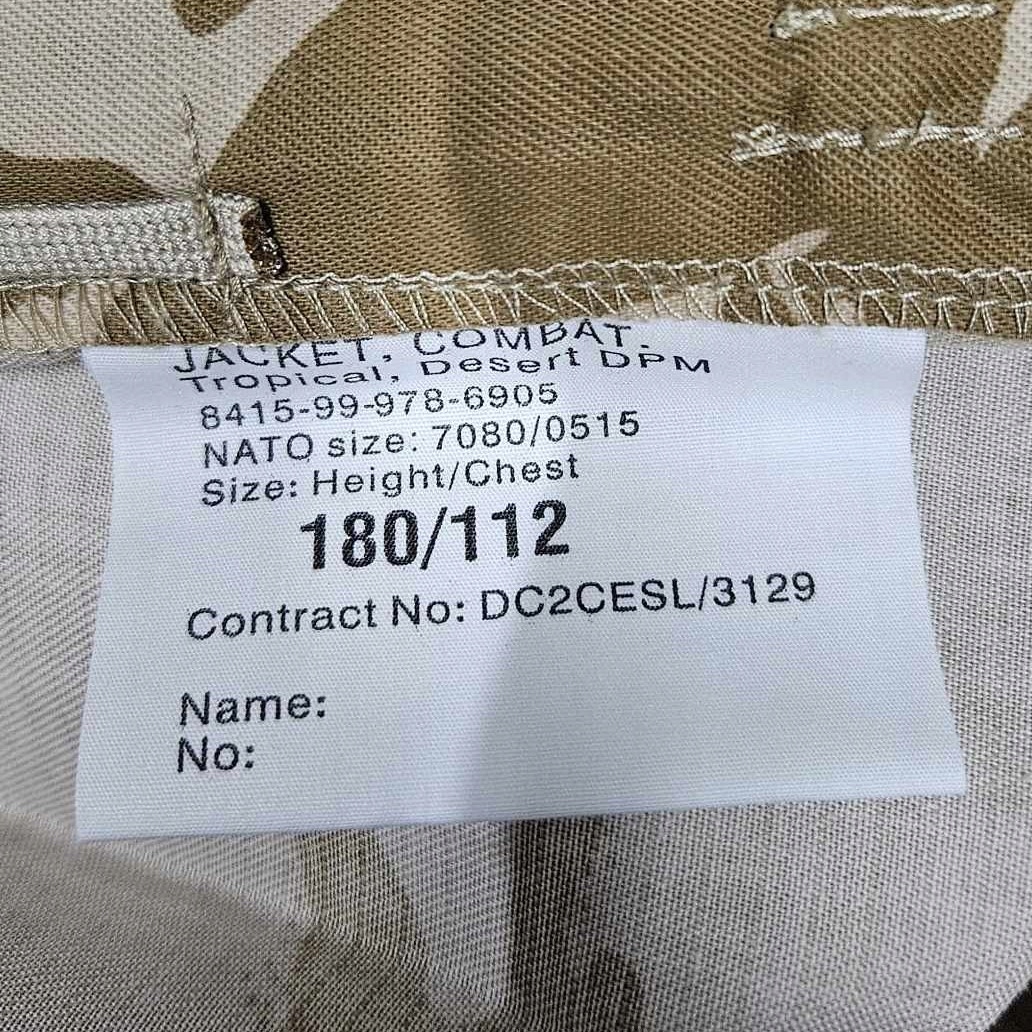 JACKET, COMBAT.
Tropical, Desert DPM
8415-99-978-6905
NATO size: 7080/0515
Size: Height/Chest
180/112
Contract No: DC2CESL/3129
Name:
No: